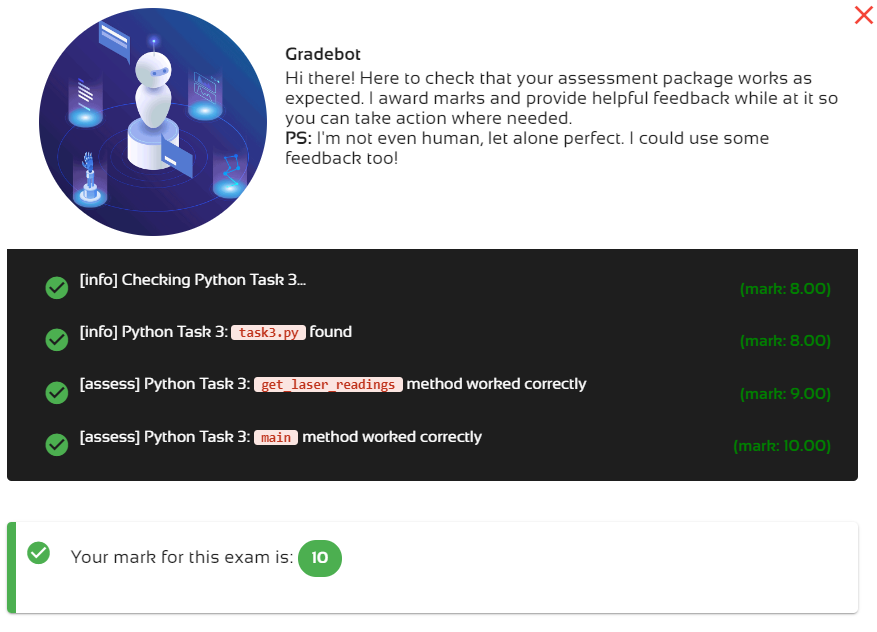 Gradebot
Hi there! Here to check that your assessment package works as
expected. I award marks and provide helpful feedback while at it so
you can take action where needed.
PS: I'm not even human, let alone perfect. I could use some
feedback too!
[info] Checking Python Task 3...
(mark: 8.00)
[info] Python Task 3: task3.py found
(mark: 8.00)
[assess] Python Task 3: get_laser_readings method worked correctly
(mark: 9.00)
[assess] Python Task 3: main method worked correctly
(mark: 10.00)
Your mark for this exam is: 10